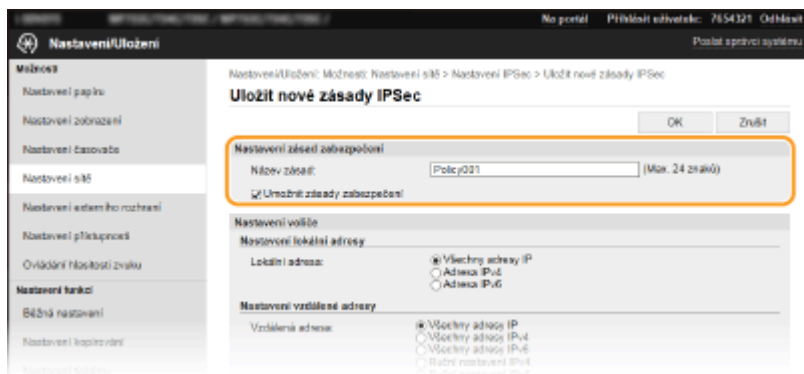 Na portál Přihlásit uživatele: 7654321 Odhlásit
Nastavení/Uložení
Poslat správci systému
Možnosti
Nastavení papíru
Nastavení zobrazení
Nastavení časovače
Nastavení sítě
Nastavení externího rozhraní
Nastavení přístupnosti
Ovládání hlasitosti zvuku
Nastavení funkcí
Běžná nastavení
Nastavení kopírování
Nastavení/Uložení: Možnosti: Nastavení sítě > Nastavení IPSec > Uložit nové zásady IPSec
Uložit nové zásady IPSec
OK Zrušit
Nastavení zásad zabezpečení
Název zásad: Policy001 (Max. 24 znaků)
Umožnit zásady zabezpečení
Nastavení voliče
Nastavení lokální adresy
Lokální adresa: Všechny adresy IP
Adresa IPv4
Adresa IPv6
Nastavení vzdálené adresy
Vzdálená adresa: Všechny adresy IP
Všechny adresy IPv4
Všechny adresy IPv6
Ruční nastavení IPv4